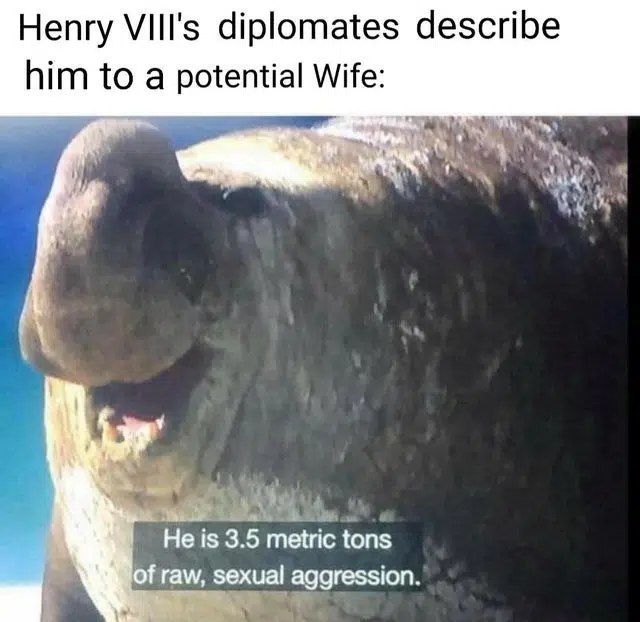 Henry VIII's diplomates describe
him to a potential Wife:
He is 3.5 metric tons
of raw, sexual aggression.